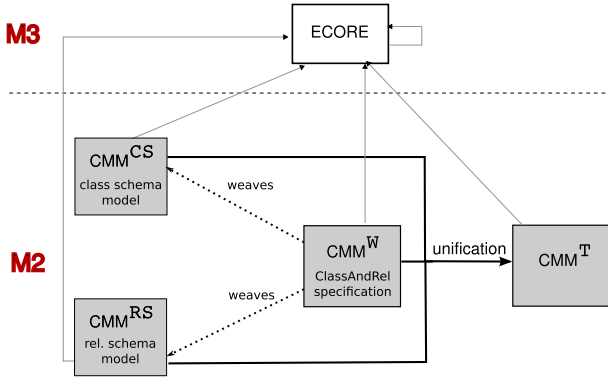 M3
ECORE
CMM^CS
class schema
model
weaves
CMM^W
ClassAndRel
specification
unification
CMM^T
M2
weaves
CMM^RS
rel. schema
model